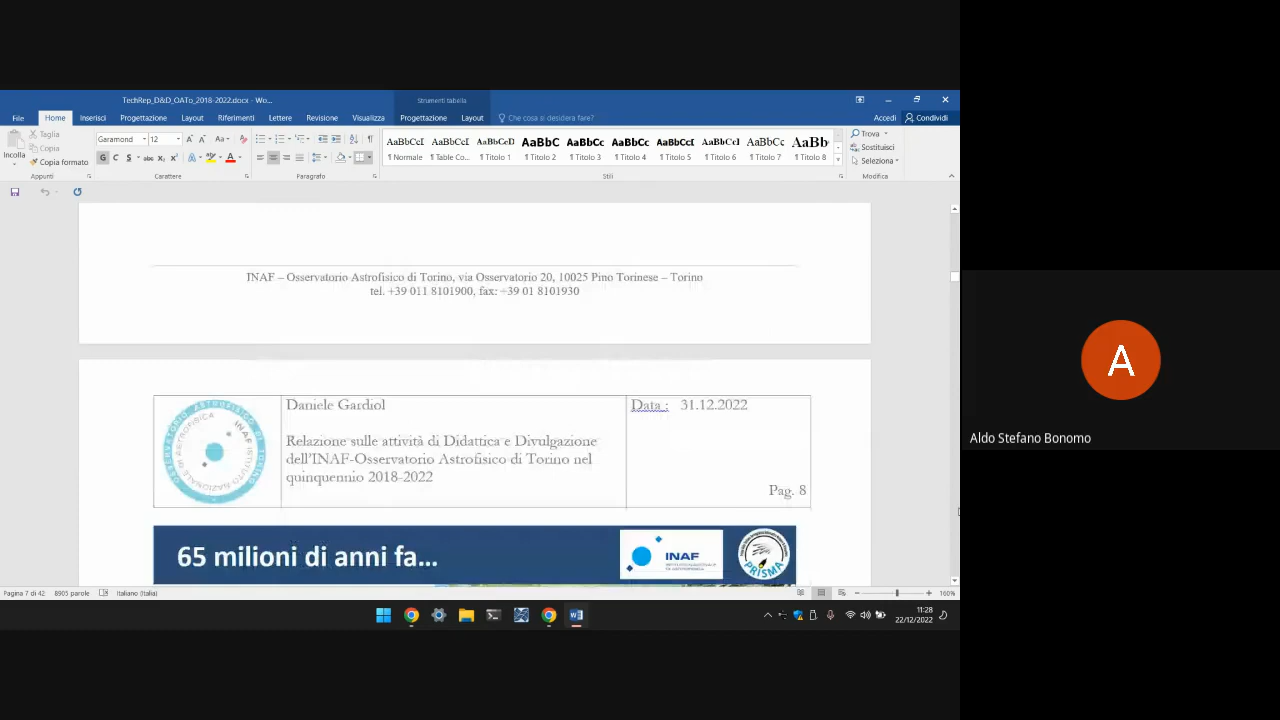 TechRep_D&D_OATo_2018-2022.docx - Wo...
Strumenti tabella
File Home Inserisci Progettazione Layout Riferimenti Lettere Revisione Visualizza Progettazione Layout Che cosa si desidera fare? Accedi Condividi
Incolla
Taglia
Copia
Copia formato
Appunti
Garamond 12
Carattere
Paragrafo
AaBbCcI AaBbCcI AaBbCcD AaBbC AaBbCc AaBbCc AaBbCcI AaBbCcI AaBbCc AaBb
¶ Normale ¶ Table Co... ¶ Titolo 1 ¶ Titolo 2 ¶ Titolo 3 ¶ Titolo 4 ¶ Titolo 5 ¶ Titolo 6 ¶ Titolo 7 ¶ Titolo 8
Stili
Trova
Sostituisci
Seleziona
Modifica
INAF – Osservatorio Astrofisico di Torino, via Osservatorio 20, 10025 Pino Torinese – Torino
tel. +39 011 8101900, fax: +39 01 8101930
Daniele Gardiol
Relazione sulle attività di Didattica e Divulgazione
dell'INAF-Osservatorio Astrofisico di Torino nel
quinquennio 2018-2022
Data : 31.12.2022
Pag. 8
65 milioni di anni fa...
INAF
PRISMA
Pagina 7 di 42 8905 parole Italiano (Italia) 160%
11:28
22/12/2022
A
Aldo Stefano Bonomo